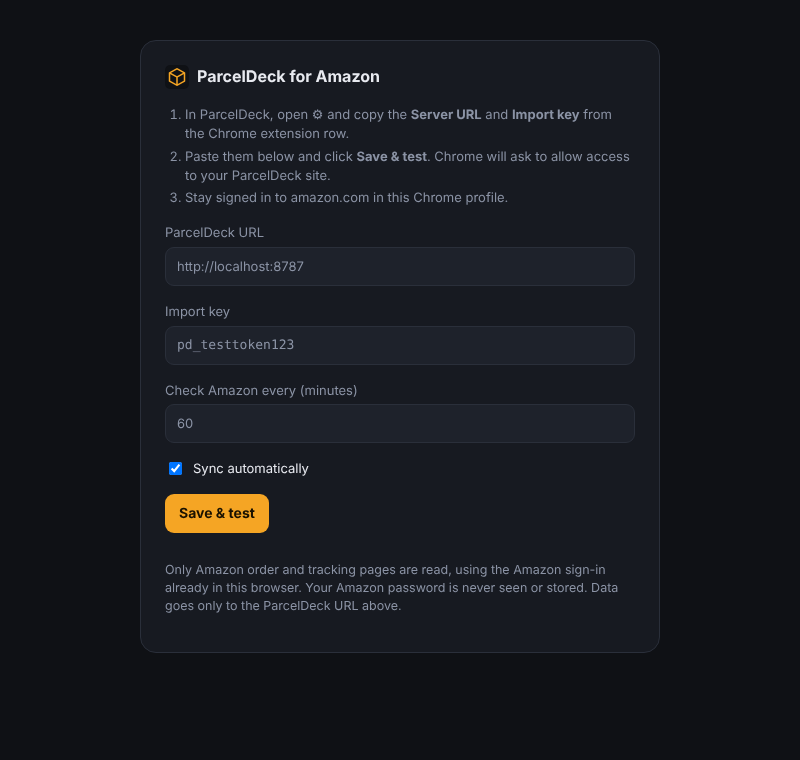 ParcelDeck for Amazon
1. In ParcelDeck, open ⚙ and copy the Server URL and Import key from
the Chrome extension row.
2. Paste them below and click Save & test. Chrome will ask to allow access
to your ParcelDeck site.
3. Stay signed in to amazon.com in this Chrome profile.
ParcelDeck URL
http://localhost:8787
Import key
pd_testtoken123
Check Amazon every (minutes)
60
Sync automatically
Save & test
Only Amazon order and tracking pages are read, using the Amazon sign-in
already in this browser. Your Amazon password is never seen or stored. Data
goes only to the ParcelDeck URL above.